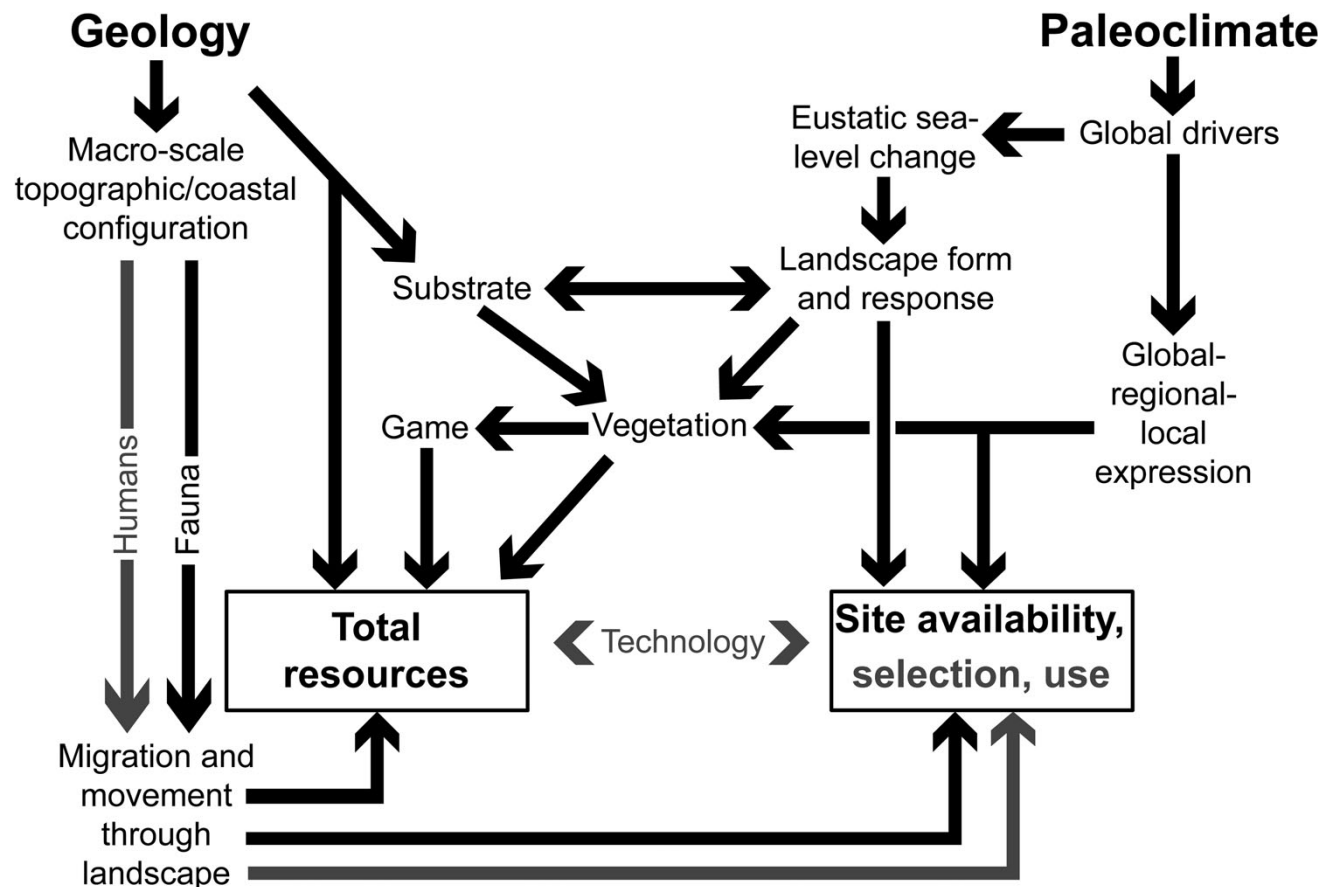 Geology
Paleoclimate
Macro-scale
topographic/coastal
configuration
Eustatic sea-
level change
Global drivers
Substrate
Landscape form
and response
Global-
regional-
local
expression
Game
Vegetation
Humans
Fauna
Total
resources
Technology
Site availability,
selection, use
Migration and
movement
through
landscape